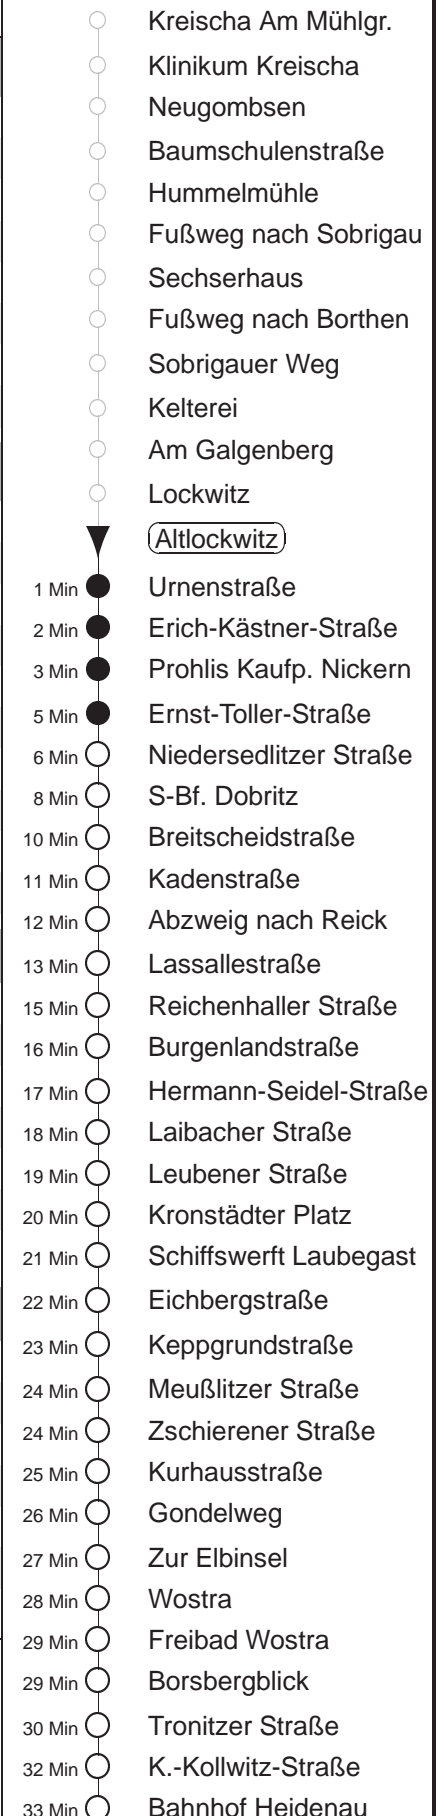 Kreischa Am Mühlgr.
Klinikum Kreischa
Neugombsen
Baumschulenstraße
Hummelmühle
Fußweg nach Sobrigau
Sechserhaus
Fußweg nach Borthen
Sobrigauer Weg
Kelterei
Am Galgenberg
Lockwitz
Altlockwitz
1 Min Urnenstraße
2 Min Erich-Kästner-Straße
3 Min Prohlis Kaufp. Nickern
5 Min Ernst-Toller-Straße
6 Min Niedersedlitzer Straße
8 Min S-Bf. Dobritz
10 Min Breitscheidstraße
11 Min Kadenstraße
12 Min Abzweig nach Reick
13 Min Lassallestraße
15 Min Reichenhaller Straße
16 Min Burgenlandstraße
17 Min Hermann-Seidel-Straße
18 Min Laibacher Straße
19 Min Leubener Straße
20 Min Kronstädter Platz
21 Min Schiffswerft Laubegast
22 Min Eichbergstraße
23 Min Keppgrundstraße
24 Min Meußlitzer Straße
24 Min Zschierener Straße
25 Min Kurhausstraße
26 Min Gondelweg
27 Min Zur Elbinsel
28 Min Wostra
29 Min Freibad Wostra
29 Min Borsbergblick
30 Min Tronitzer Straße
32 Min K.-Kollwitz-Straße
33 Min Bahnhof Heidenau